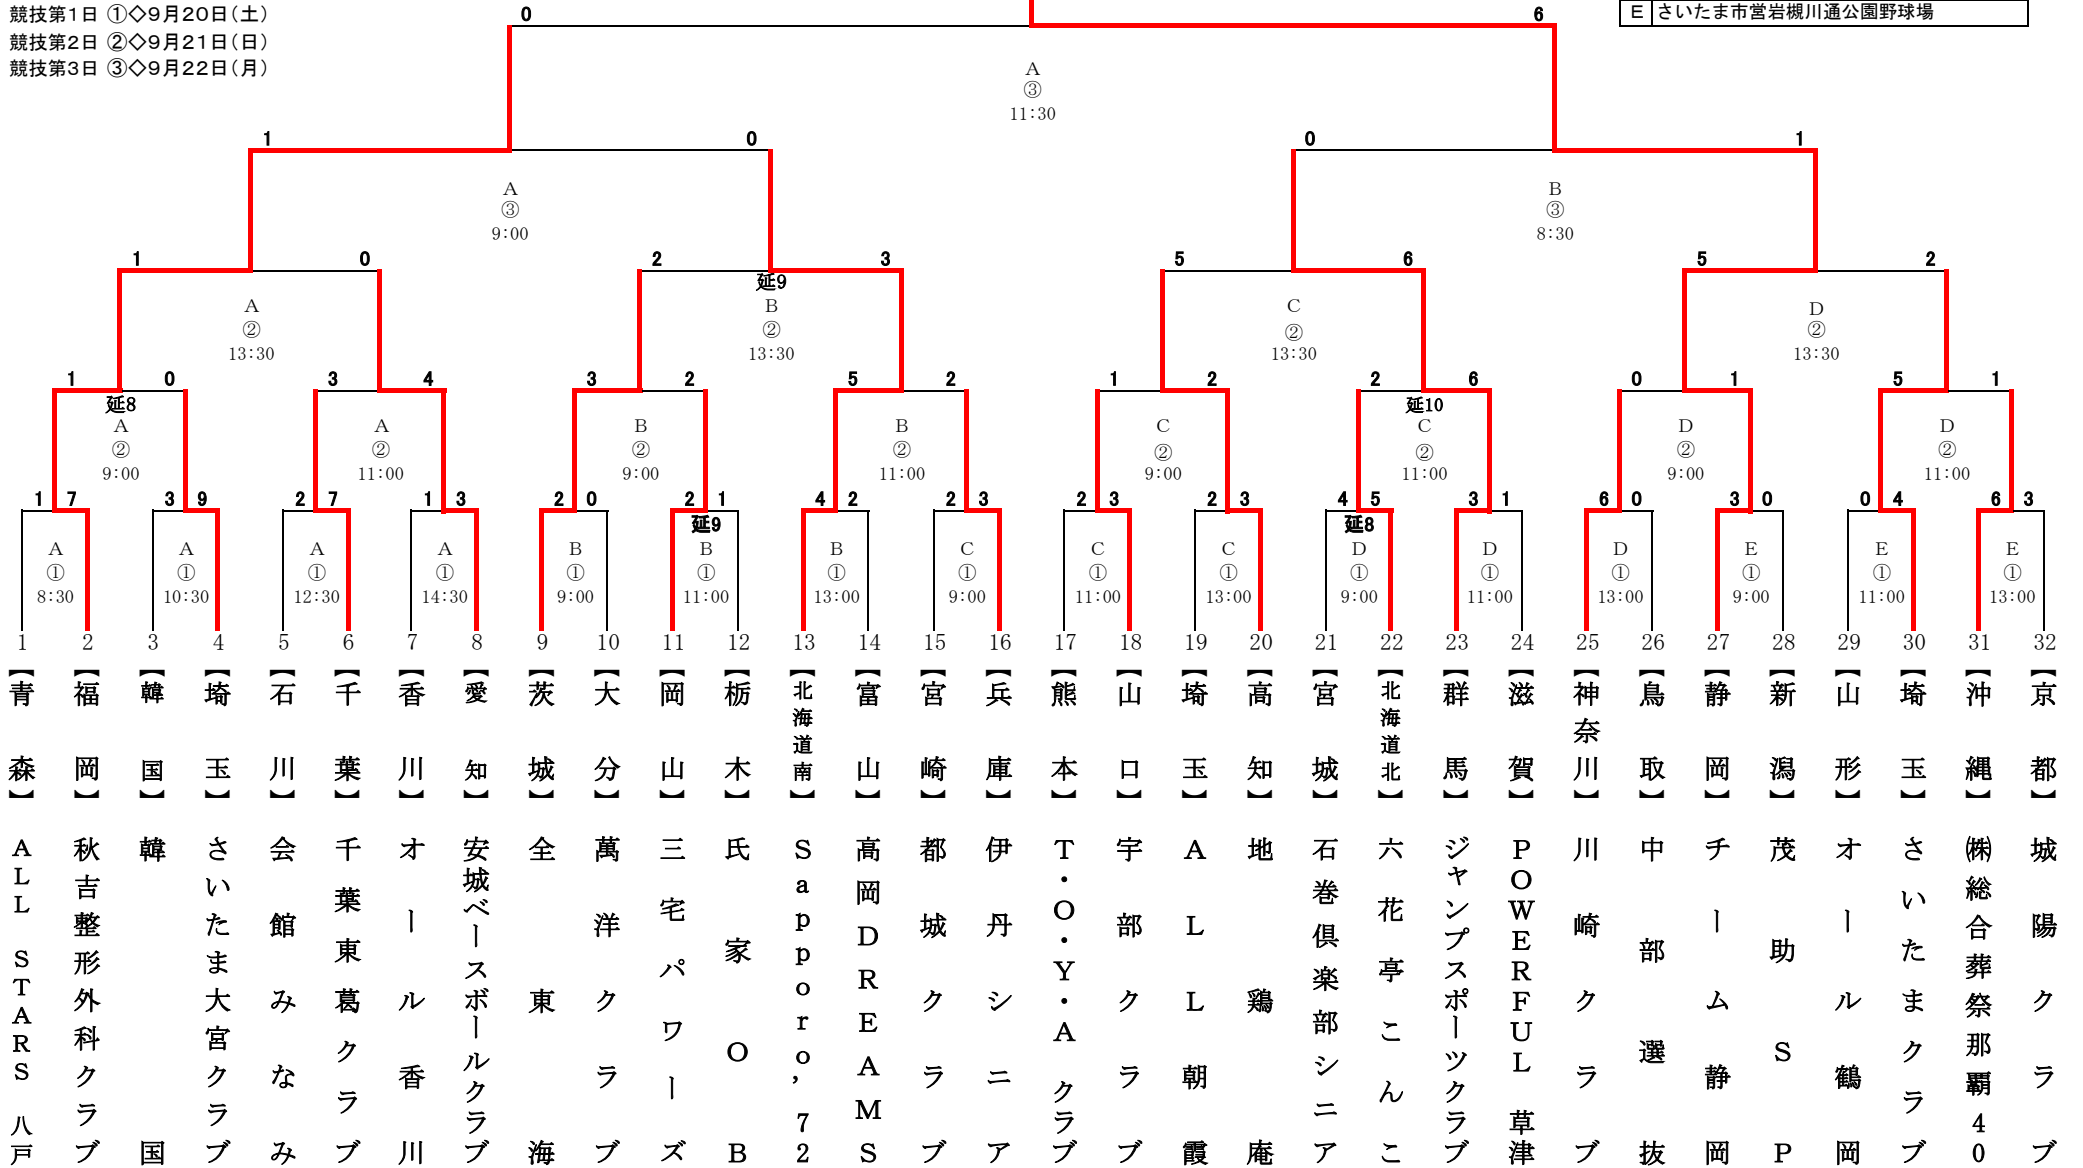 競技第1日 ①◇9月20日(土)
競技第2日 ②◇9月21日(日)
競技第3日 ③◇9月22日(月)
E さいたま市営岩槻川通公園野球場
0 6
A
③
11:30
1 0 0 1
A B
③ ③
9:00 8:30
1 0 2 3 5 6 5 2
延9
A B C D
② ② ② ②
13:30 13:30 13:30 13:30
1 0 3 4 3 2 5 2 1 2 2 6 0 1 5 1
延8 延10
A A B B C C D D
② ② ② ② ② ② ② ②
9:00 11:00 9:00 11:00 9:00 11:00 9:00 11:00
1 7 3 9 2 7 1 3 2 0 2 1 4 2 2 3 2 3 2 3 4 5 3 1 6 0 3 0 0 4 6 3
延9 延8
A A A A B B B C C C D D D E E E
① ① ① ① ① ① ① ① ① ① ① ① ① ① ① ①
8:30 10:30 12:30 14:30 9:00 11:00 13:00 9:00 11:00 13:00 9:00 11:00 13:00 9:00 11:00 13:00
1 【青森】 ALL STARS 八戸
2 【福岡】 秋吉整形外科クラブ
3 【韓国】 韓国
4 【埼玉】 さいたま大宮クラブ
5 【石川】 会館みなみ
6 【千葉】 千葉東葛クラブ
7 【香川】 オール香川
8 【愛知】 安城ベースボールクラブ
9 【茨城】 全東海
10 【大分】 萬洋クラブ
11 【岡山】 三宅パワーズ
12 【栃木】 氏家OB
13 【北海道南】 Sapporo,72
14 【富山】 高岡DREAMS
15 【宮崎】 都城クラブ
16 【兵庫】 伊丹シニア
17 【熊本】 T・O・Y・Aクラブ
18 【山口】 宇部クラブ
19 【埼玉】 ALL朝霞
20 【高知】 地鶏庵
21 【宮城】 石巻倶楽部シニア
22 【北海道北】 六花亭こんこ
23 【群馬】 ジャンプスポーツクラブ
24 【滋賀】 POWERFUL 草津
25 【神奈川】 川崎クラブ
26 【鳥取】 中部選抜
27 【静岡】 チーム静岡
28 【新潟】 茂助SP
29 【山形】 オール鶴岡
30 【埼玉】 さいたまクラブ
31 【沖縄】 ㈱総合葬祭那覇40
32 【京都】 城陽クラブ